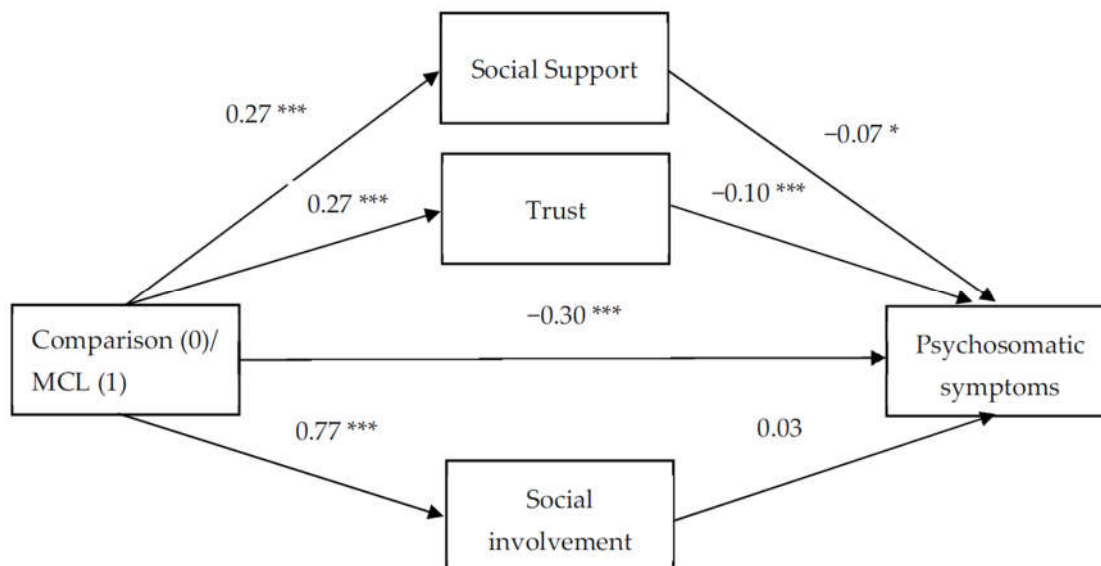 Social Support
0.27 ***
−0.07 *
0.27 ***
Trust
−0.10 ***
−0.30 ***
Comparison (0)/
MCL (1)
Psychosomatic
symptoms
0.77 ***
0.03
Social
involvement